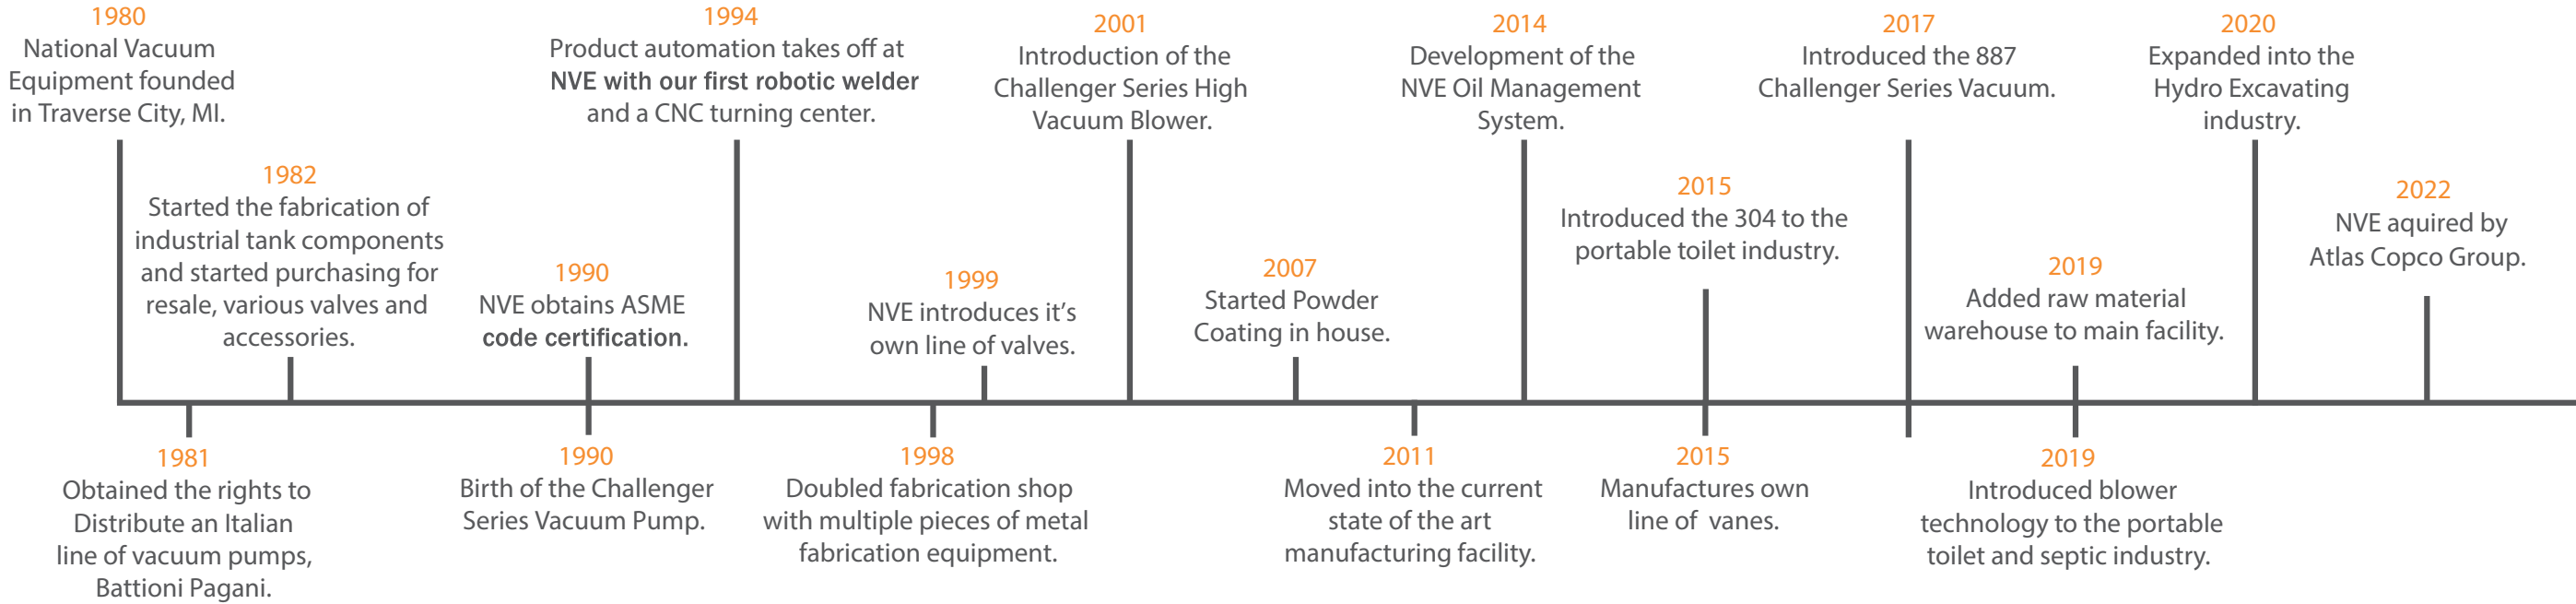 1980
National Vacuum
Equipment founded
in Traverse City, MI.
1981
Obtained the rights to
Distribute an Italian
line of vacuum pumps,
Battioni Pagani.
1982
Started the fabrication of
industrial tank components
and started purchasing for
resale, various valves and
accessories.
1990
NVE obtains ASME
code certification.
1990
Birth of the Challenger
Series Vacuum Pump.
1994
Product automation takes off at
NVE with our first robotic welder
and a CNC turning center.
1998
Doubled fabrication shop
with multiple pieces of metal
fabrication equipment.
1999
NVE introduces it’s
own line of valves.
2001
Introduction of the
Challenger Series High
Vacuum Blower.
2007
Started Powder
Coating in house.
2011
Moved into the current
state of the art
manufacturing facility.
2014
Development of the
NVE Oil Management
System.
2015
Introduced the 304 to the
portable toilet industry.
2015
Manufactures own
line of vanes.
2017
Introduced the 887
Challenger Series Vacuum.
2019
Added raw material
warehouse to main facility.
2019
Introduced blower
technology to the portable
toilet and septic industry.
2020
Expanded into the
Hydro Excavating
industry.
2022
NVE aquired by
Atlas Copco Group.